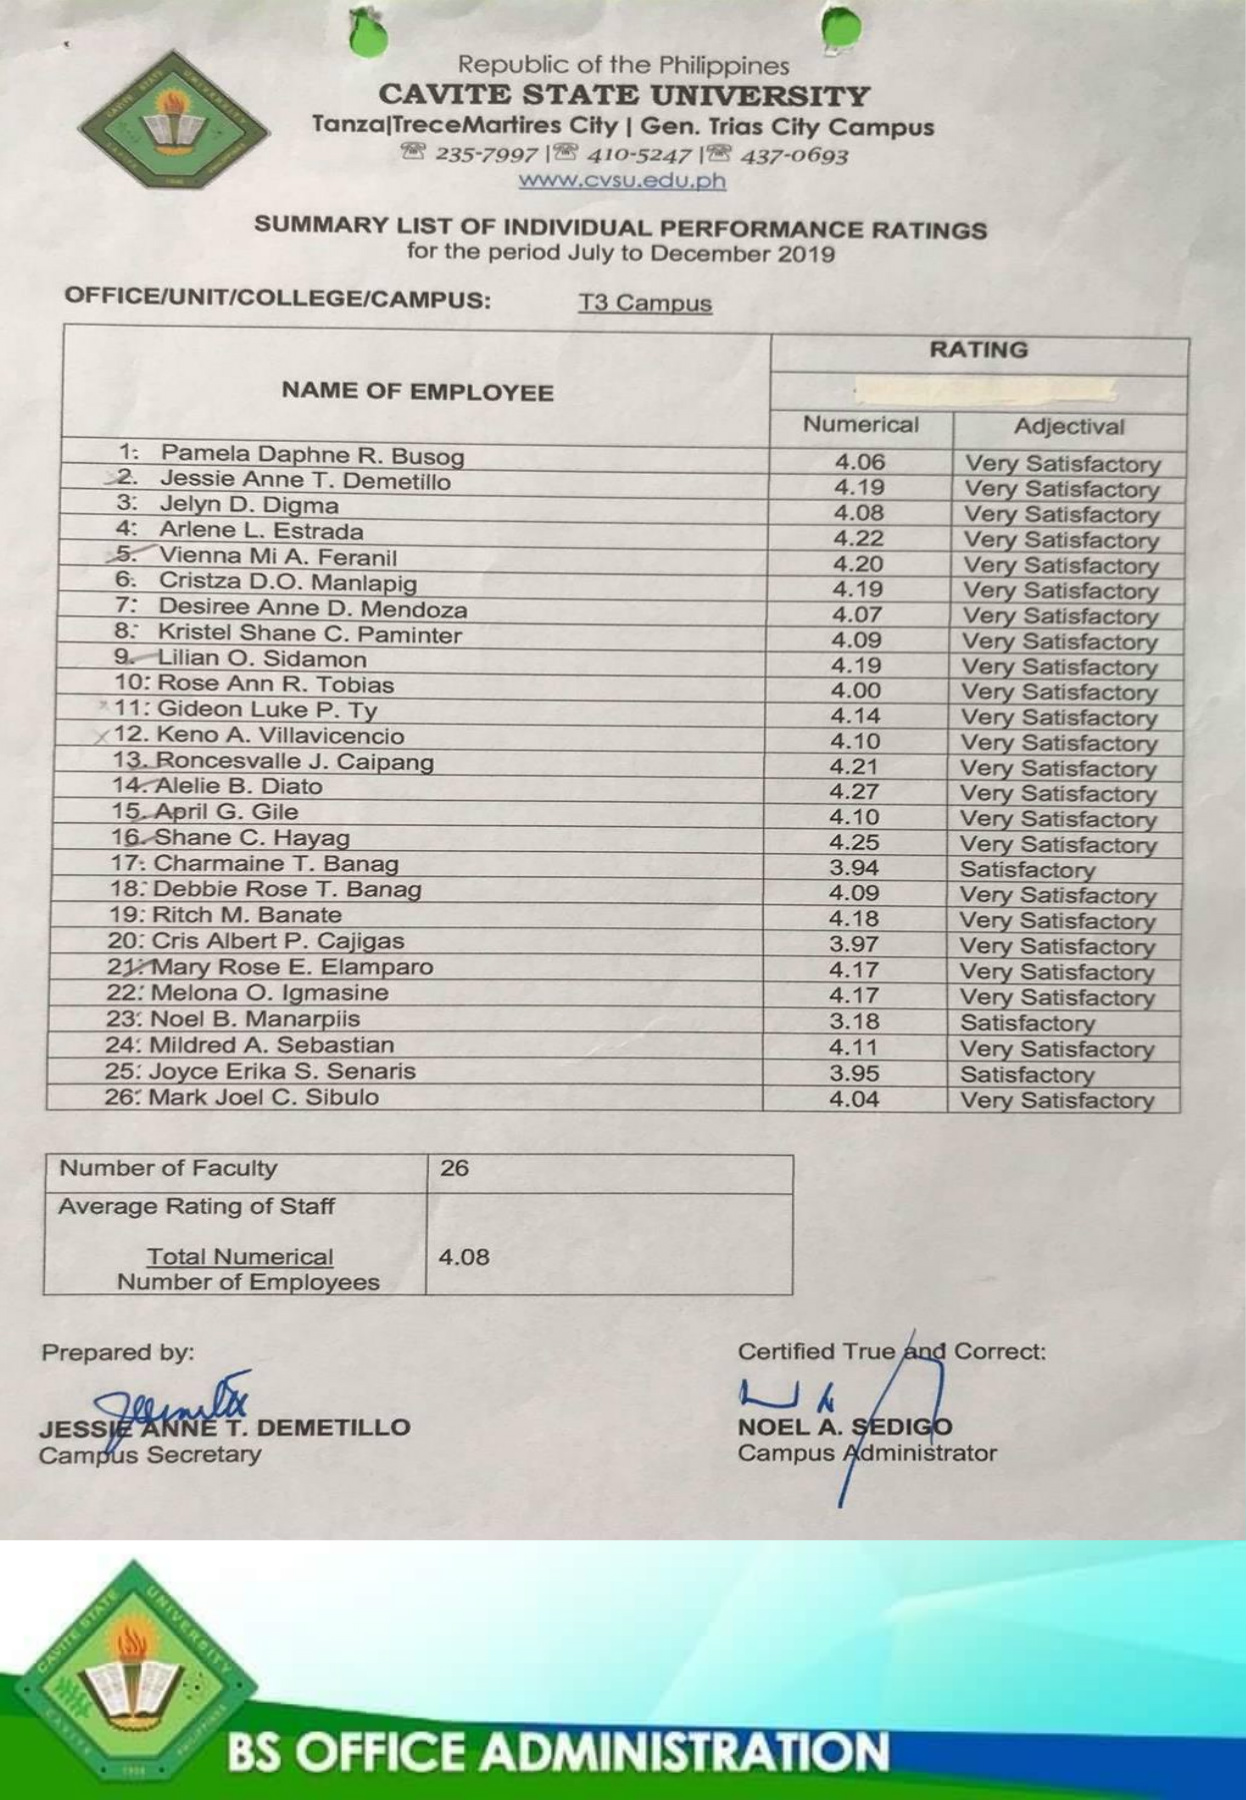 Republic of the Philippines
CAVITE STATE UNIVERSITY
Tanza|TreceMartires City | Gen. Trias City Campus
☏ 235-7997 |☏ 410-5247 |☏ 437-0693
www.cvsu.edu.ph
SUMMARY LIST OF INDIVIDUAL PERFORMANCE RATINGS
for the period July to December 2019
OFFICE/UNIT/COLLEGE/CAMPUS: T3 Campus
RATING
NAME OF EMPLOYEE
Numerical Adjectival
1. Pamela Daphne R. Busog 4.06 Very Satisfactory
2. Jessie Anne T. Demetillo 4.19 Very Satisfactory
3. Jelyn D. Digma 4.08 Very Satisfactory
4. Arlene L. Estrada 4.22 Very Satisfactory
5. Vienna Mi A. Feranil 4.20 Very Satisfactory
6. Cristza D.O. Manlapig 4.19 Very Satisfactory
7. Desiree Anne D. Mendoza 4.07 Very Satisfactory
8. Kristel Shane C. Paminter 4.09 Very Satisfactory
9. Lilian O. Sidamon 4.19 Very Satisfactory
10. Rose Ann R. Tobias 4.00 Very Satisfactory
11. Gideon Luke P. Ty 4.14 Very Satisfactory
12. Keno A. Villavicencio 4.10 Very Satisfactory
13. Roncesvalle J. Caipang 4.21 Very Satisfactory
14. Alelie B. Diato 4.27 Very Satisfactory
15. April G. Gile 4.10 Very Satisfactory
16. Shane C. Hayag 4.25 Very Satisfactory
17. Charmaine T. Banag 3.94 Satisfactory
18. Debbie Rose T. Banag 4.09 Very Satisfactory
19. Ritch M. Banate 4.18 Very Satisfactory
20. Cris Albert P. Cajigas 3.97 Very Satisfactory
21. Mary Rose E. Elamparo 4.17 Very Satisfactory
22. Melona O. Igmasine 4.17 Very Satisfactory
23. Noel B. Manarpiis 3.18 Satisfactory
24. Mildred A. Sebastian 4.11 Very Satisfactory
25. Joyce Erika S. Senaris 3.95 Satisfactory
26. Mark Joel C. Sibulo 4.04 Very Satisfactory
Number of Faculty 26
Average Rating of Staff
Total Numerical 4.08
Number of Employees
Prepared by: Certified True and Correct:
JESSIE ANNE T. DEMETILLO NOEL A. SEDIGO
Campus Secretary Campus Administrator
CAVITE STATE UNIVERSITY
CAVITE PHILIPPINES
1906
BS OFFICE ADMINISTRATION